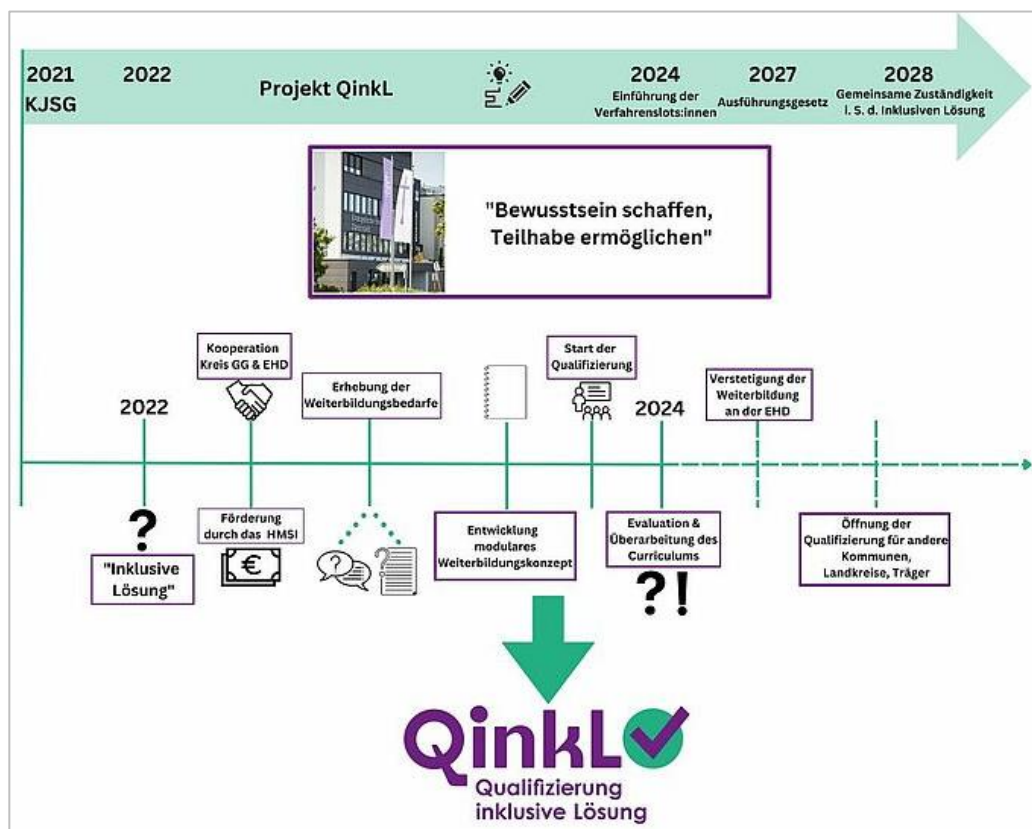 2021
KJSG
2022
Projekt QinkL
2024
Einführung der
Verfahrenslots:innen
2027
Ausführungsgesetz
2028
Gemeinsame Zuständigkeit
i. S. d. Inklusiven Lösung
"Bewusstsein schaffen,
Teilhabe ermöglichen"
Kooperation
Kreis GG & EHD
2022
Erhebung der
Weiterbildungsbedarfe
Start der
Qualifizierung
2024
Verstetigung der
Weiterbildung
an der EHD
?
"Inklusive
Lösung"
Förderung
durch das HMSI
€
?
?
Entwicklung
modulares
Weiterbildungskonzept
Evaluation &
Überarbeitung des
Curriculums
?!
Öffnung der
Qualifizierung für andere
Kommunen,
Landkreise, Träger
QinkL
Qualifizierung
inklusive Lösung